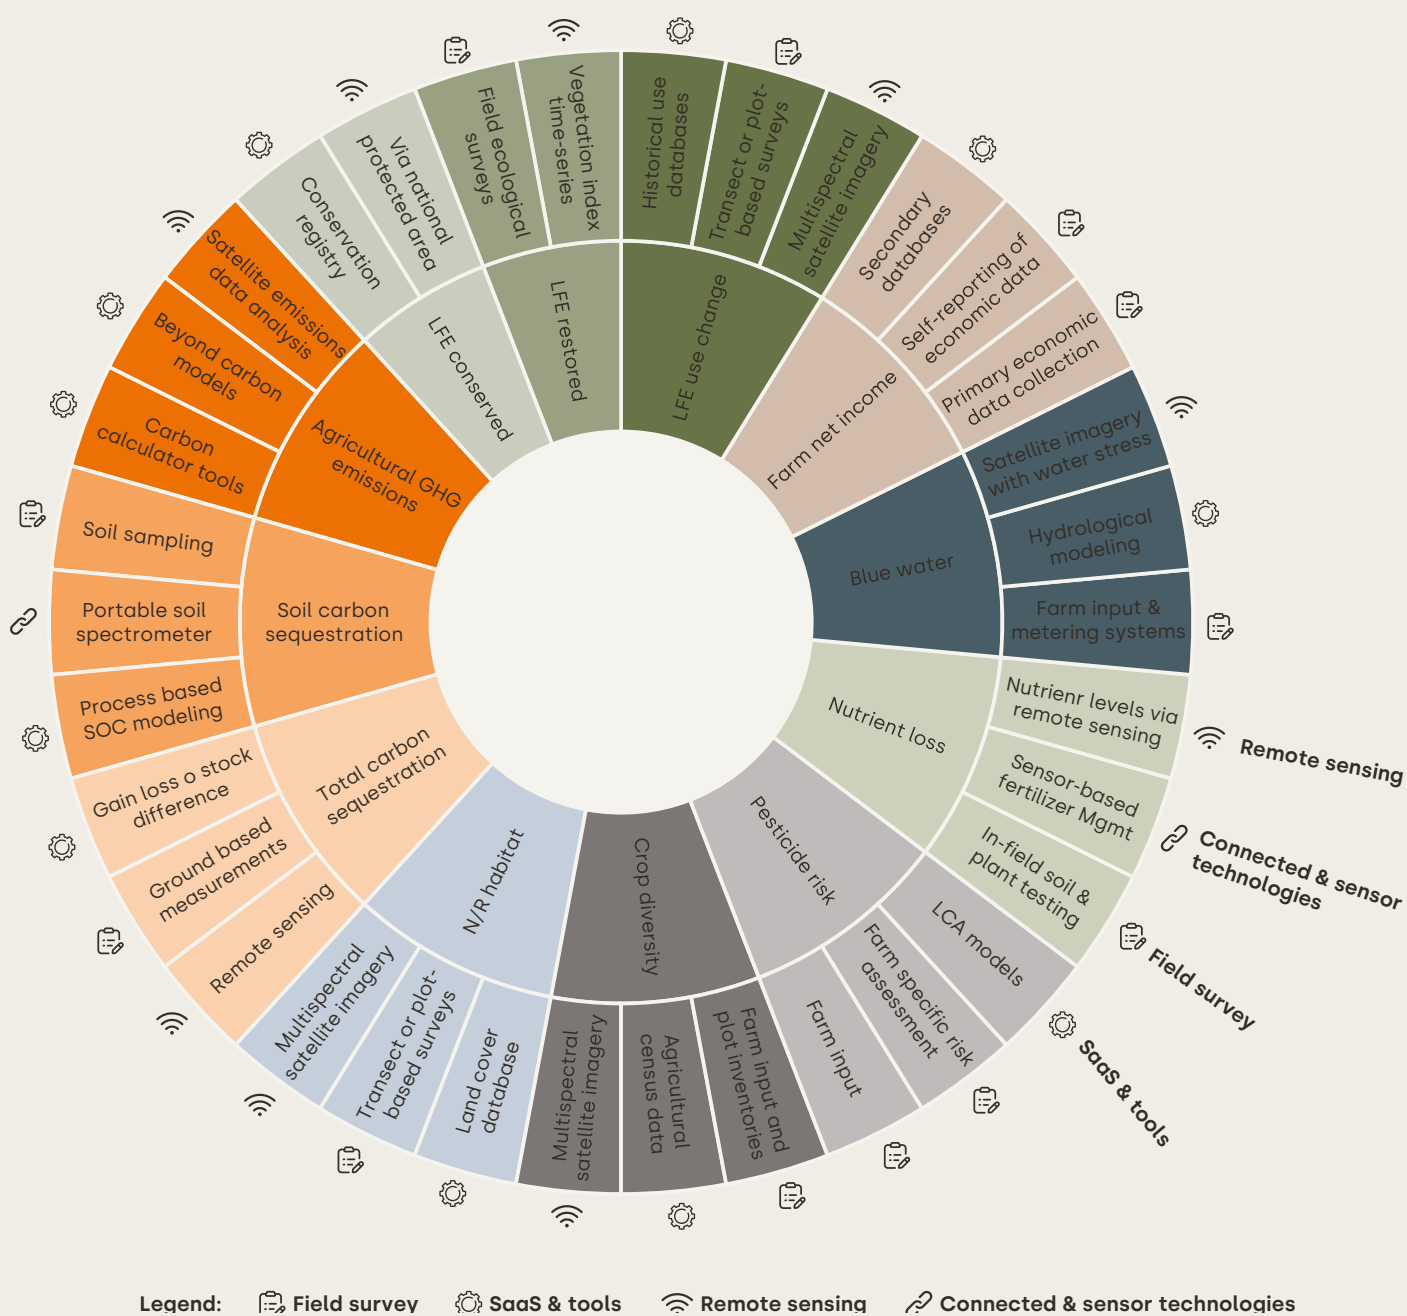 Historical use
databases
Transect or plot-
based surveys
Multispectral
satellite imagery
LFE use change
Secondary
databases
Self-reporting of
economic data
Primary economic
data collection
Farm net income
Satellite imagery
with water stress
Hydrological
modeling
Farm input &
metering systems
Blue water
Nutrienr levels via
remote sensing
Sensor-based
fertilizer Mgmt
In-field soil &
plant testing
Nutrient loss
Remote sensing
Connected & sensor
technologies
Field survey
SaaS & tools
LCA models
Farm specific risk
assessment
Farm input
Pesticide risk
Farm input and
plot inventories
Agricultural
census data
Multispectral
satellite imagery
Crop diversity
Land cover
database
Transect or plot-
based surveys
Multispectral
satellite imagery
N/R habitat
Remote sensing
Ground based
measurements
Gain loss o stock
difference
Total carbon
sequestration
Process based
SOC modeling
Portable soil
spectrometer
Soil sampling
Soil carbon
sequestration
Carbon
calculator tools
Beyond carbon
models
Satellite emissions
data analysis
Agricultural GHG
emissions
Conservation
registry
Via national
protected area
LFE conserved
Field ecological
surveys
Vegetation index
time-series
LFE restored
Legend: Field survey SaaS & tools Remote sensing Connected & sensor technologies